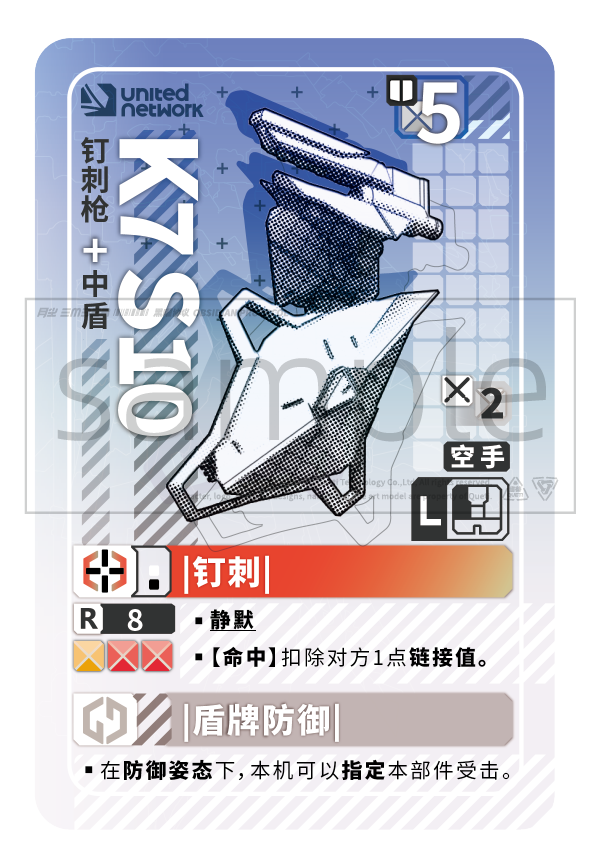 united
network
5
钉刺枪 + 中盾
K7 S10
sample
2
空手
L
|钉刺|
R 8
▪ 静默
▪【命中】扣除对方1点链接值。
|盾牌防御|
▪ 在防御姿态下，本机可以指定本部件受击。